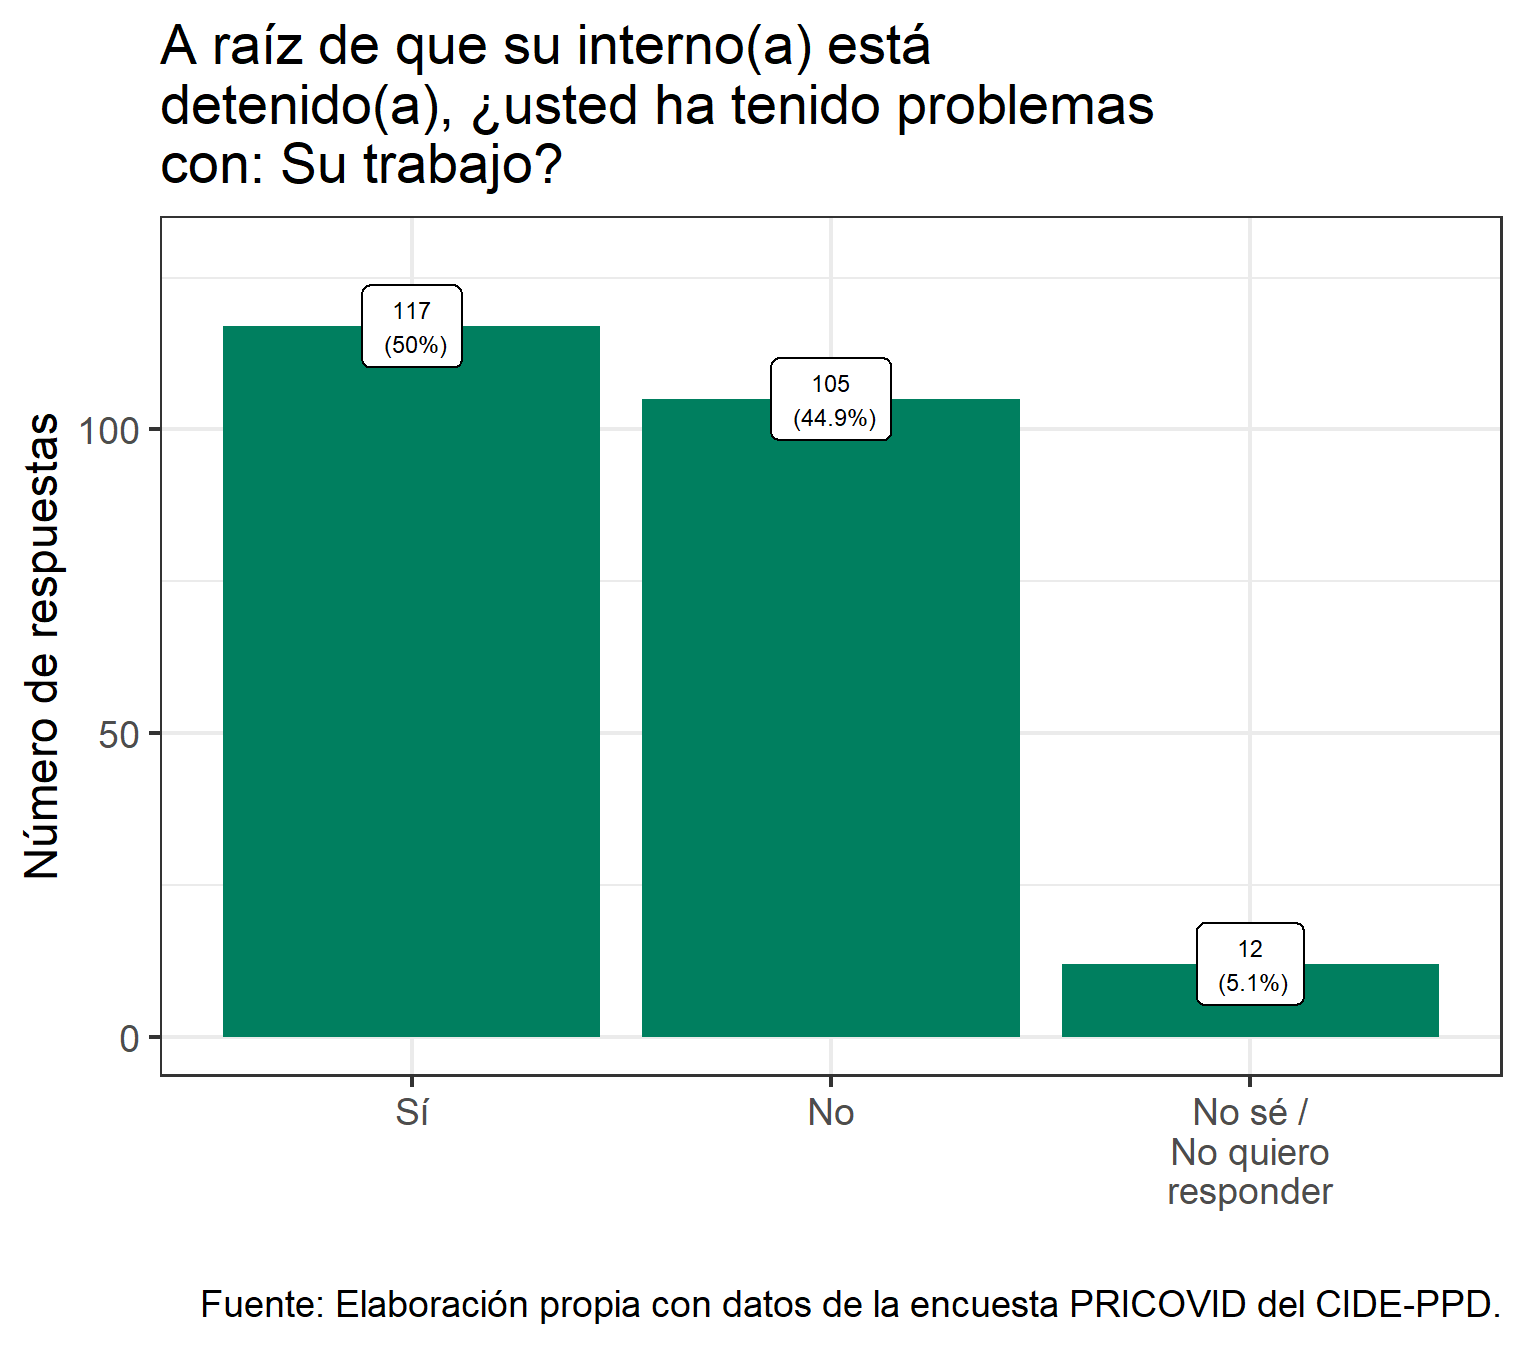 A raíz de que su interno(a) está
detenido(a), ¿usted ha tenido problemas
con: Su trabajo?
Número de respuestas
100
50
0
117
(50%)
105
(44.9%)
12
(5.1%)
Sí
No
No sé /
No quiero
responder
Fuente: Elaboración propia con datos de la encuesta PRICOVID del CIDE-PPD.